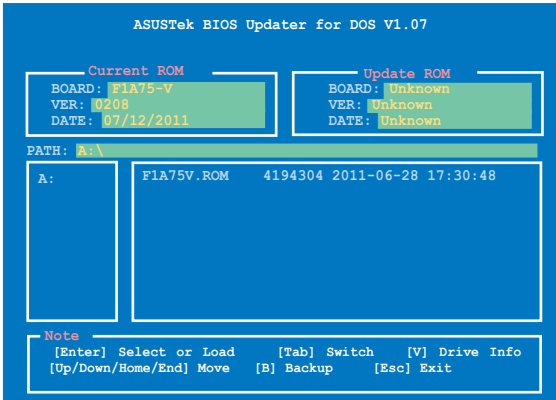 ASUSTek BIOS Updater for DOS V1.07
Current ROM
BOARD: F1A75-V
VER: 0208
DATE: 07/12/2011
Update ROM
BOARD: Unknown
VER: Unknown
DATE: Unknown
PATH: A:\
A:
F1A75V.ROM 4194304 2011-06-28 17:30:48
Note
[Enter] Select or Load [Tab] Switch [V] Drive Info
[Up/Down/Home/End] Move [B] Backup [Esc] Exit